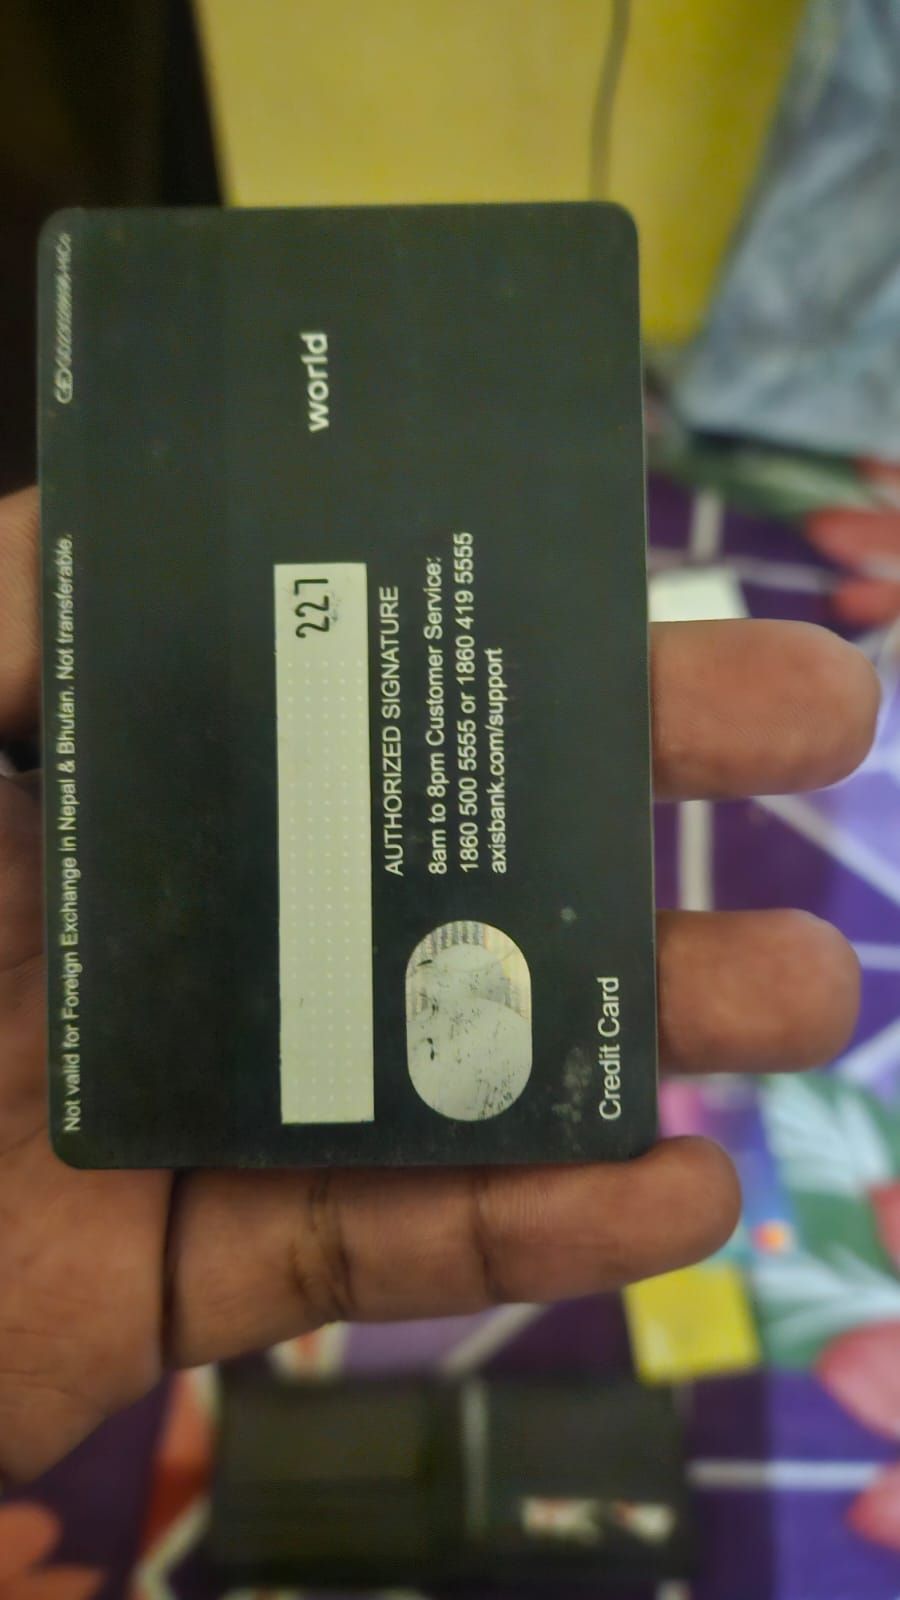 Not valid for Foreign Exchange in Nepal & Bhutan. Not transferable.
227
world
AUTHORIZED SIGNATURE
8am to 8pm Customer Service:
1860 500 5555 or 1860 419 5555
axisbank.com/support
Credit Card